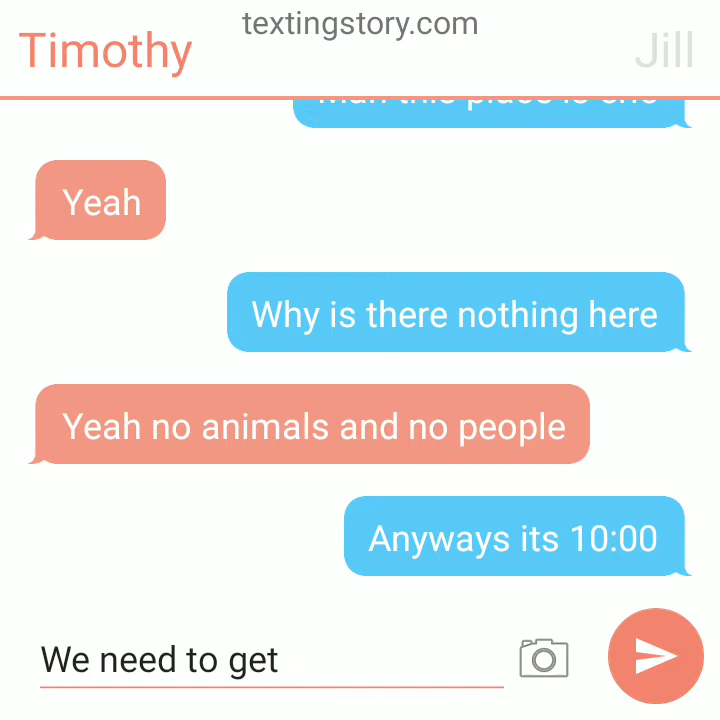 textingstory.com
Timothy
Jill
Yeah
Why is there nothing here
Yeah no animals and no people
Anyways its 10:00
We need to get